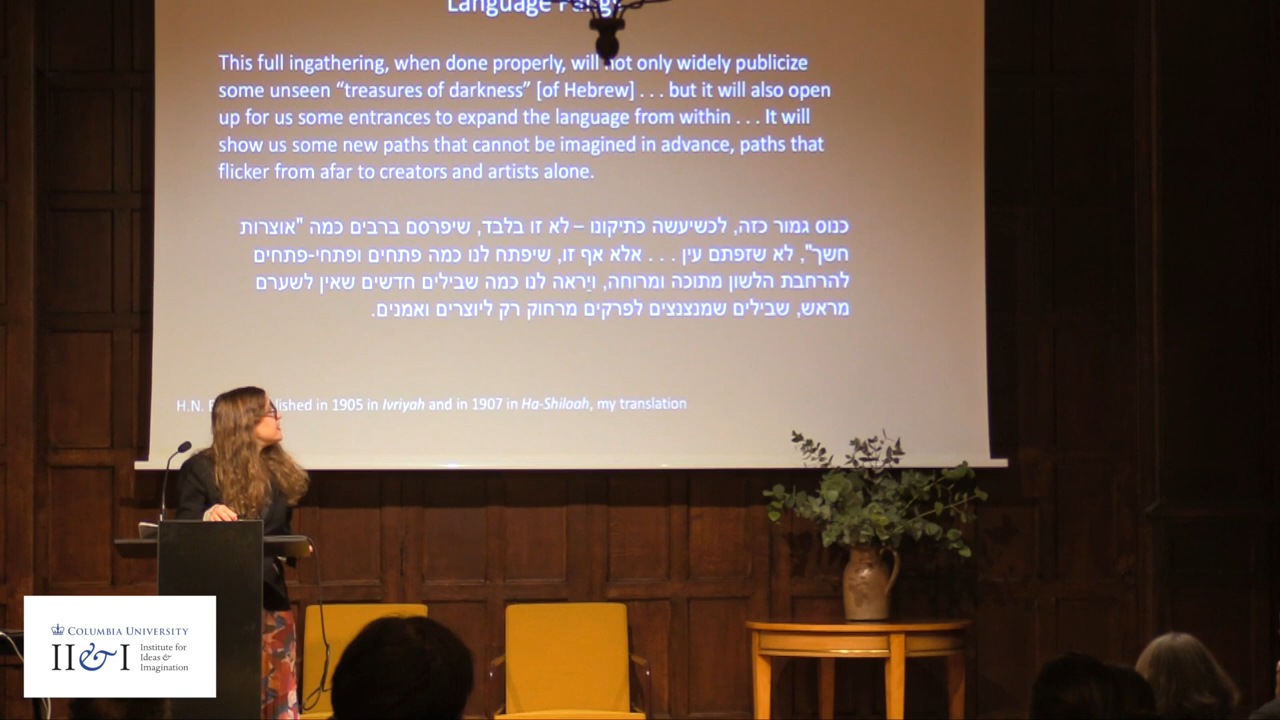 Language
This full ingathering, when done properly, will not only widely publicize
some unseen “treasures of darkness” [of Hebrew] . . . but it will also open
up for us some entrances to expand the language from within . . . It will
show us some new paths that cannot be imagined in advance, paths that
flicker from afar to creators and artists alone.
כנוס גמור כזה, לכשיעשה כתיקונו – לא זו בלבד, שיפרסם ברבים כמה "אוצרות
חשך", לא שזפתם עין . . . אלא אף זו, שיפתח לנו כמה פתחים ופתחי-פתחים
להרחבת הלשון מתוכה ומרוחה, ויַראה לנו כמה שבילים חדשים שאין לשערם
מראש, שבילים שמנצנצים לפרקים מרחוק רק ליוצרים ואמנים.
H.N. in 1905 in Ivriyah and in 1907 in Ha-Shiloah, my translation
COLUMBIA UNIVERSITY
II&I
Institute for
Ideas &
Imagination